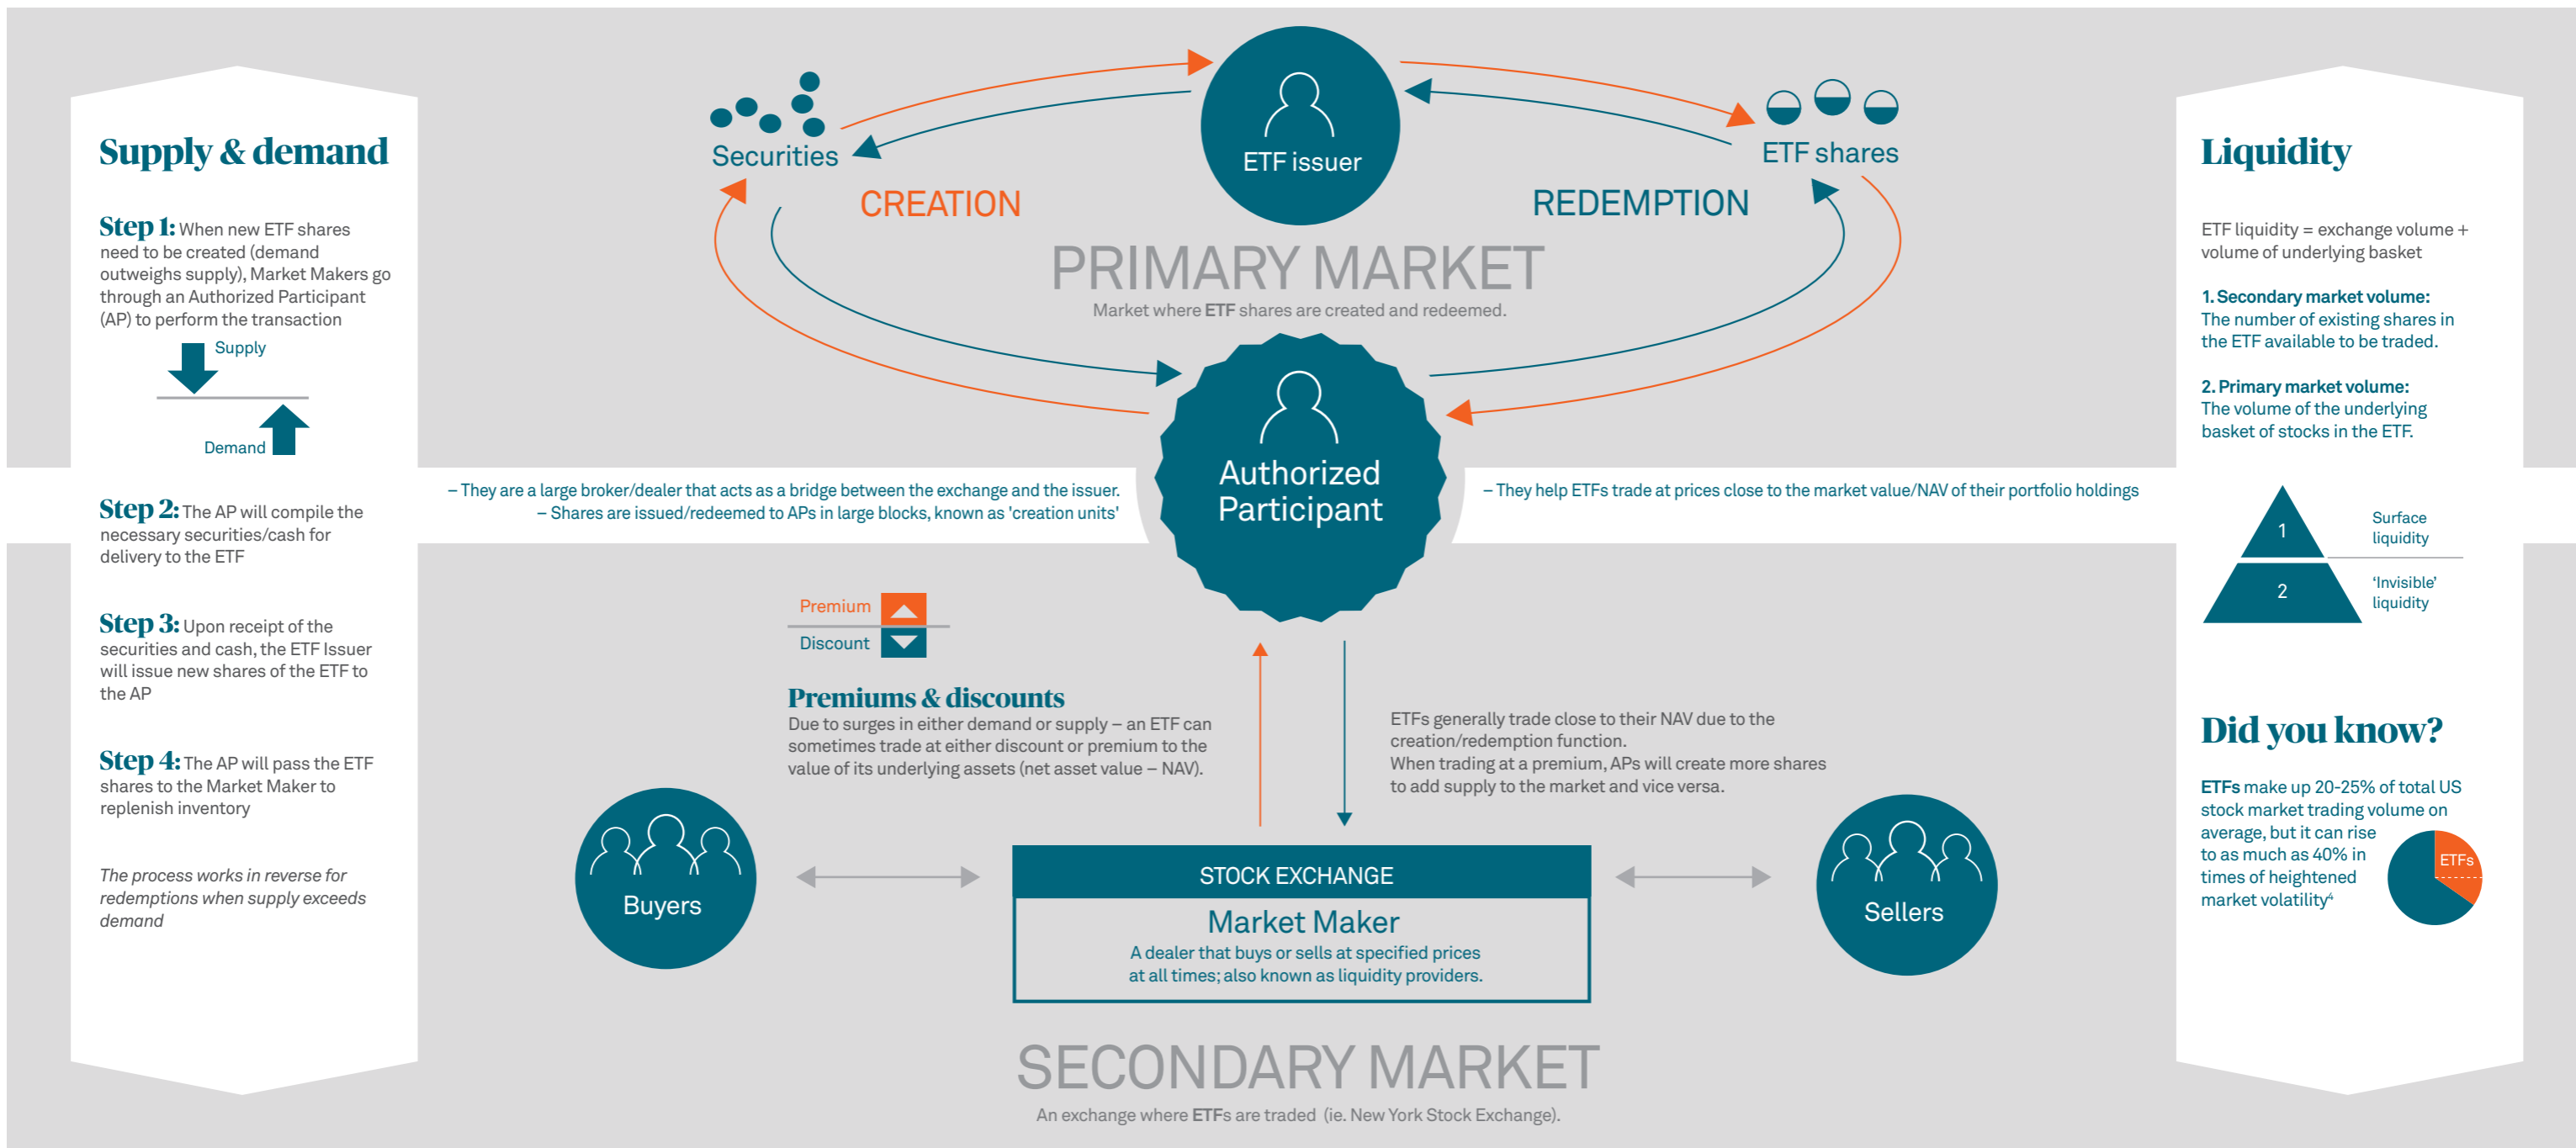 Supply & demand
Step 1: When new ETF shares
need to be created (demand
outweighs supply), Market Makers go
through an Authorized Participant
(AP) to perform the transaction
Supply
Demand
Step 2: The AP will compile the
necessary securities/cash for
delivery to the ETF
Step 3: Upon receipt of the
securities and cash, the ETF Issuer
will issue new shares of the ETF to
the AP
Step 4: The AP will pass the ETF
shares to the Market Maker to
replenish inventory
The process works in reverse for
redemptions when supply exceeds
demand
Securities
ETF issuer
ETF shares
CREATION
REDEMPTION
PRIMARY MARKET
Market where ETF shares are created and redeemed.
Authorized
Participant
– They are a large broker/dealer that acts as a bridge between the exchange and the issuer.
– Shares are issued/redeemed to APs in large blocks, known as 'creation units'
– They help ETFs trade at prices close to the market value/NAV of their portfolio holdings
Premium
Discount
Premiums & discounts
Due to surges in either demand or supply – an ETF can
sometimes trade at either discount or premium to the
value of its underlying assets (net asset value – NAV).
ETFs generally trade close to their NAV due to the
creation/redemption function.
When trading at a premium, APs will create more shares
to add supply to the market and vice versa.
Buyers
STOCK EXCHANGE
Market Maker
A dealer that buys or sells at specified prices
at all times; also known as liquidity providers.
Sellers
SECONDARY MARKET
An exchange where ETFs are traded (ie. New York Stock Exchange).
Liquidity
ETF liquidity = exchange volume +
volume of underlying basket
1. Secondary market volume:
The number of existing shares in
the ETF available to be traded.
2. Primary market volume:
The volume of the underlying
basket of stocks in the ETF.
1
Surface
liquidity
2
‘Invisible’
liquidity
Did you know?
ETFs make up 20-25% of total US
stock market trading volume on
average, but it can rise
to as much as 40% in
times of heightened
market volatility⁴
ETFs